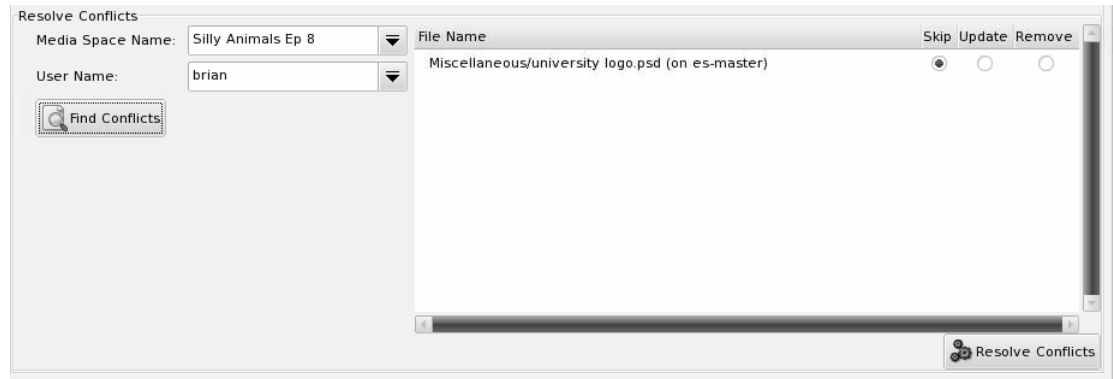 Resolve Conflicts
Media Space Name: Silly Animals Ep 8
User Name: brian
Find Conflicts
File Name Skip Update Remove
Miscellaneous/university logo.psd (on es-master)
Resolve Conflicts